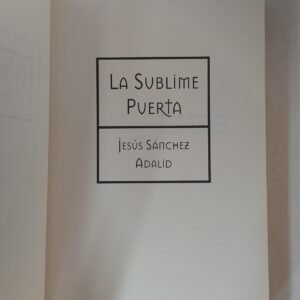 LA SUBLIME
PUERTA
JESÚS SÁNCHEZ
ADALID